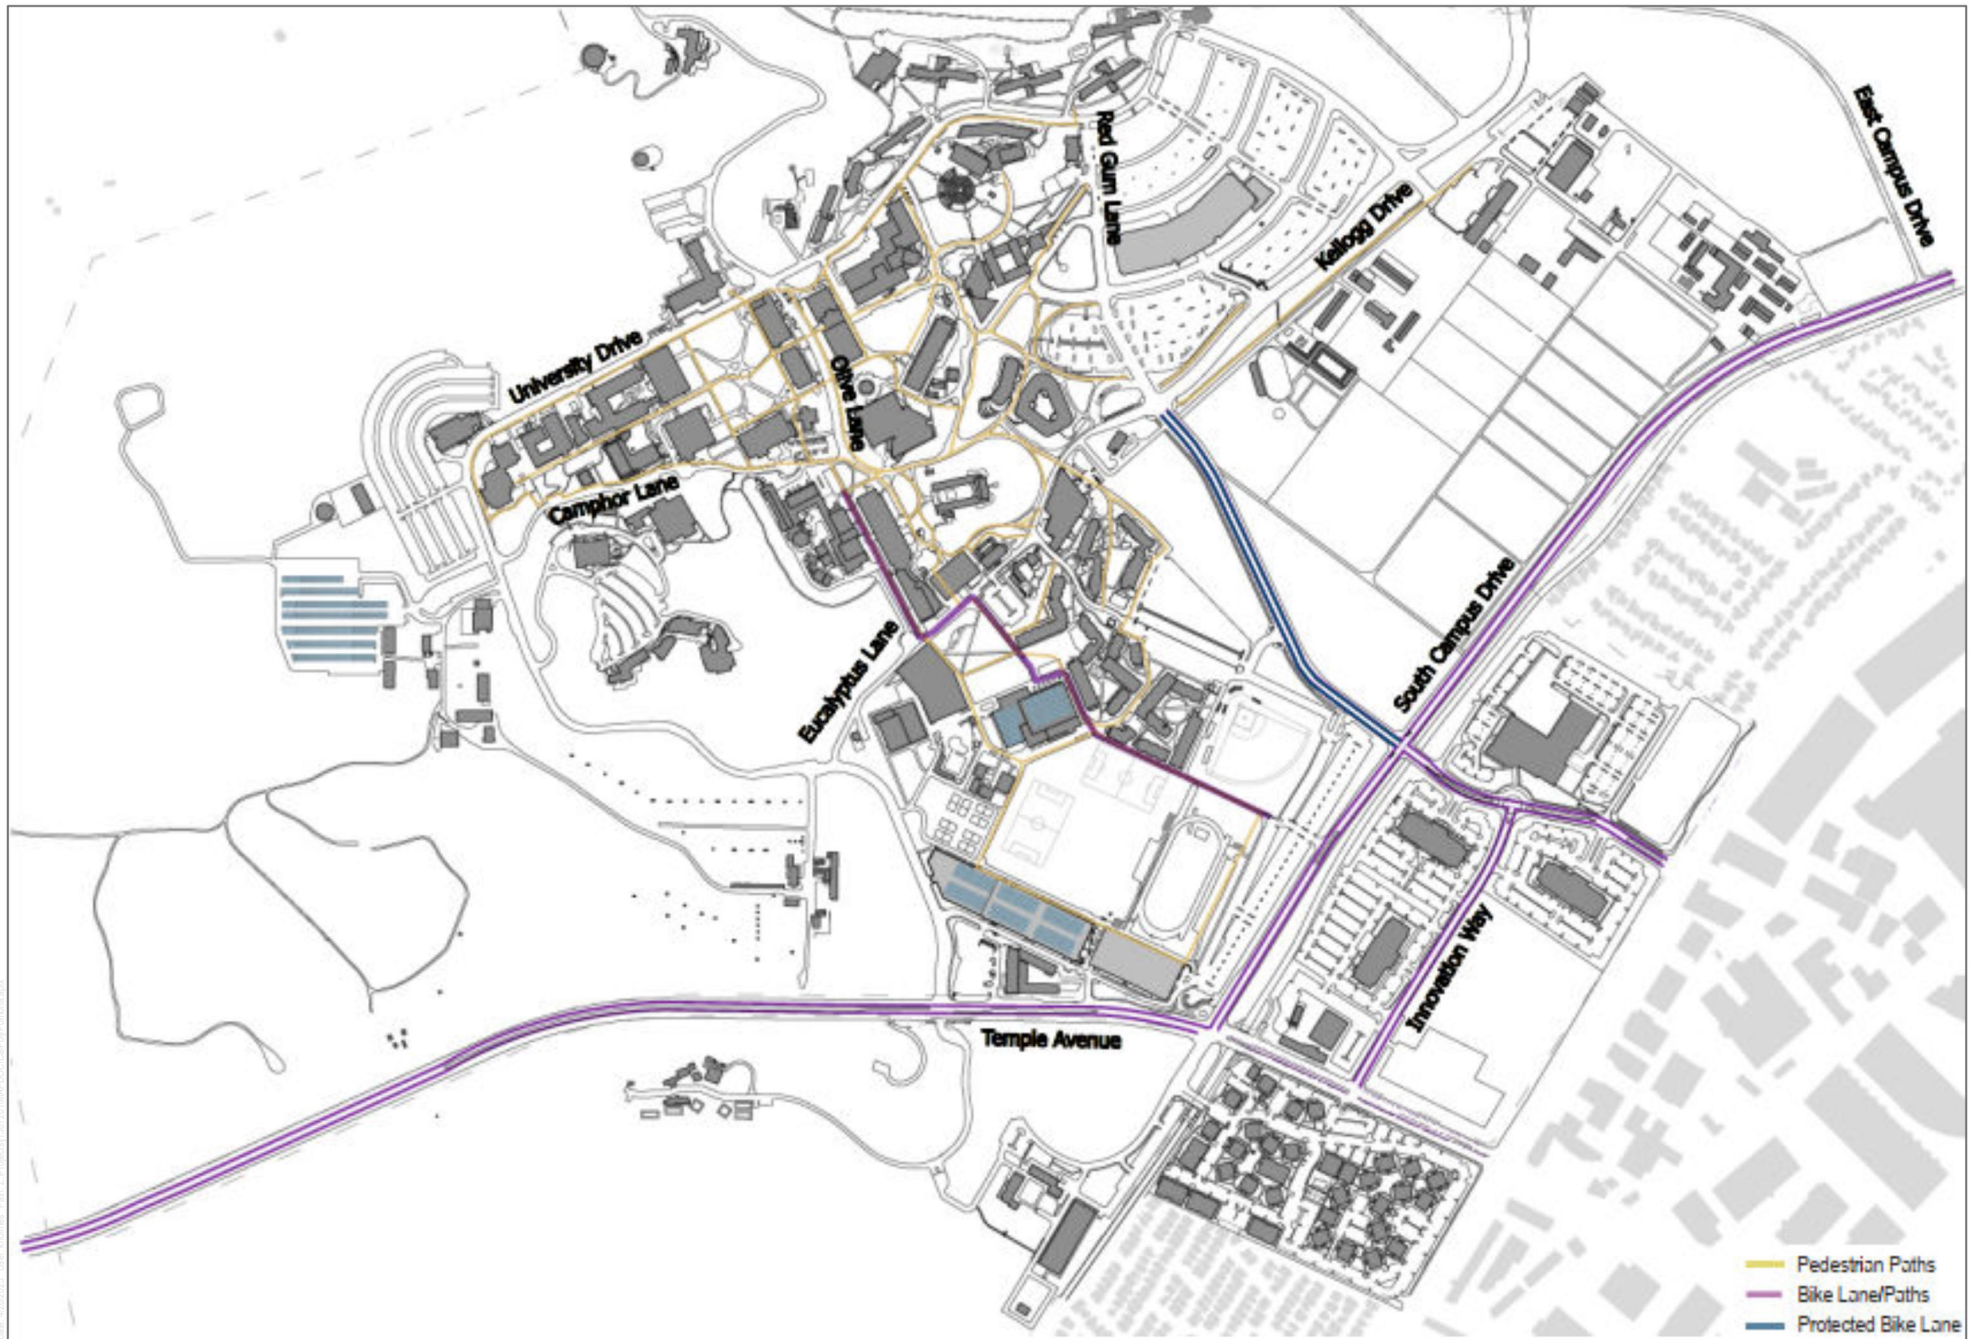 East Campus Drive
Red Gum Lane
Kellogg Drive
University Drive
Olive Lane
Camphor Lane
South Campus Drive
Eucalyptus Lane
Innovation Way
Temple Avenue
Pedestrian Paths
Bike Lane/Paths
Protected Bike Lane